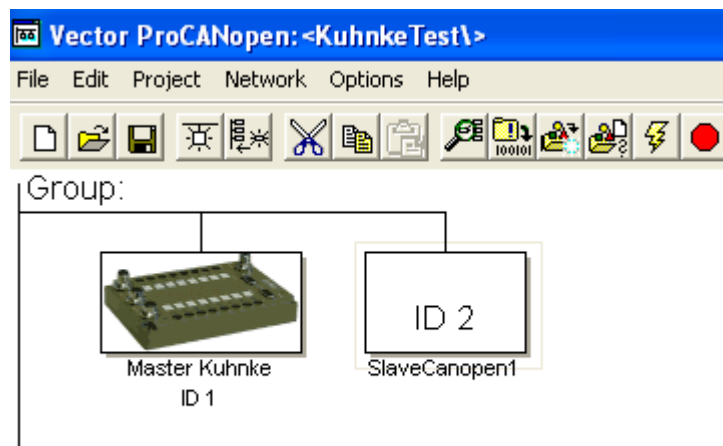 Vector ProCANopen: <KuhnkeTest\>
File Edit Project Network Options Help
Group:
ID 2
Master Kuhnke
SlaveCanopen1
ID 1